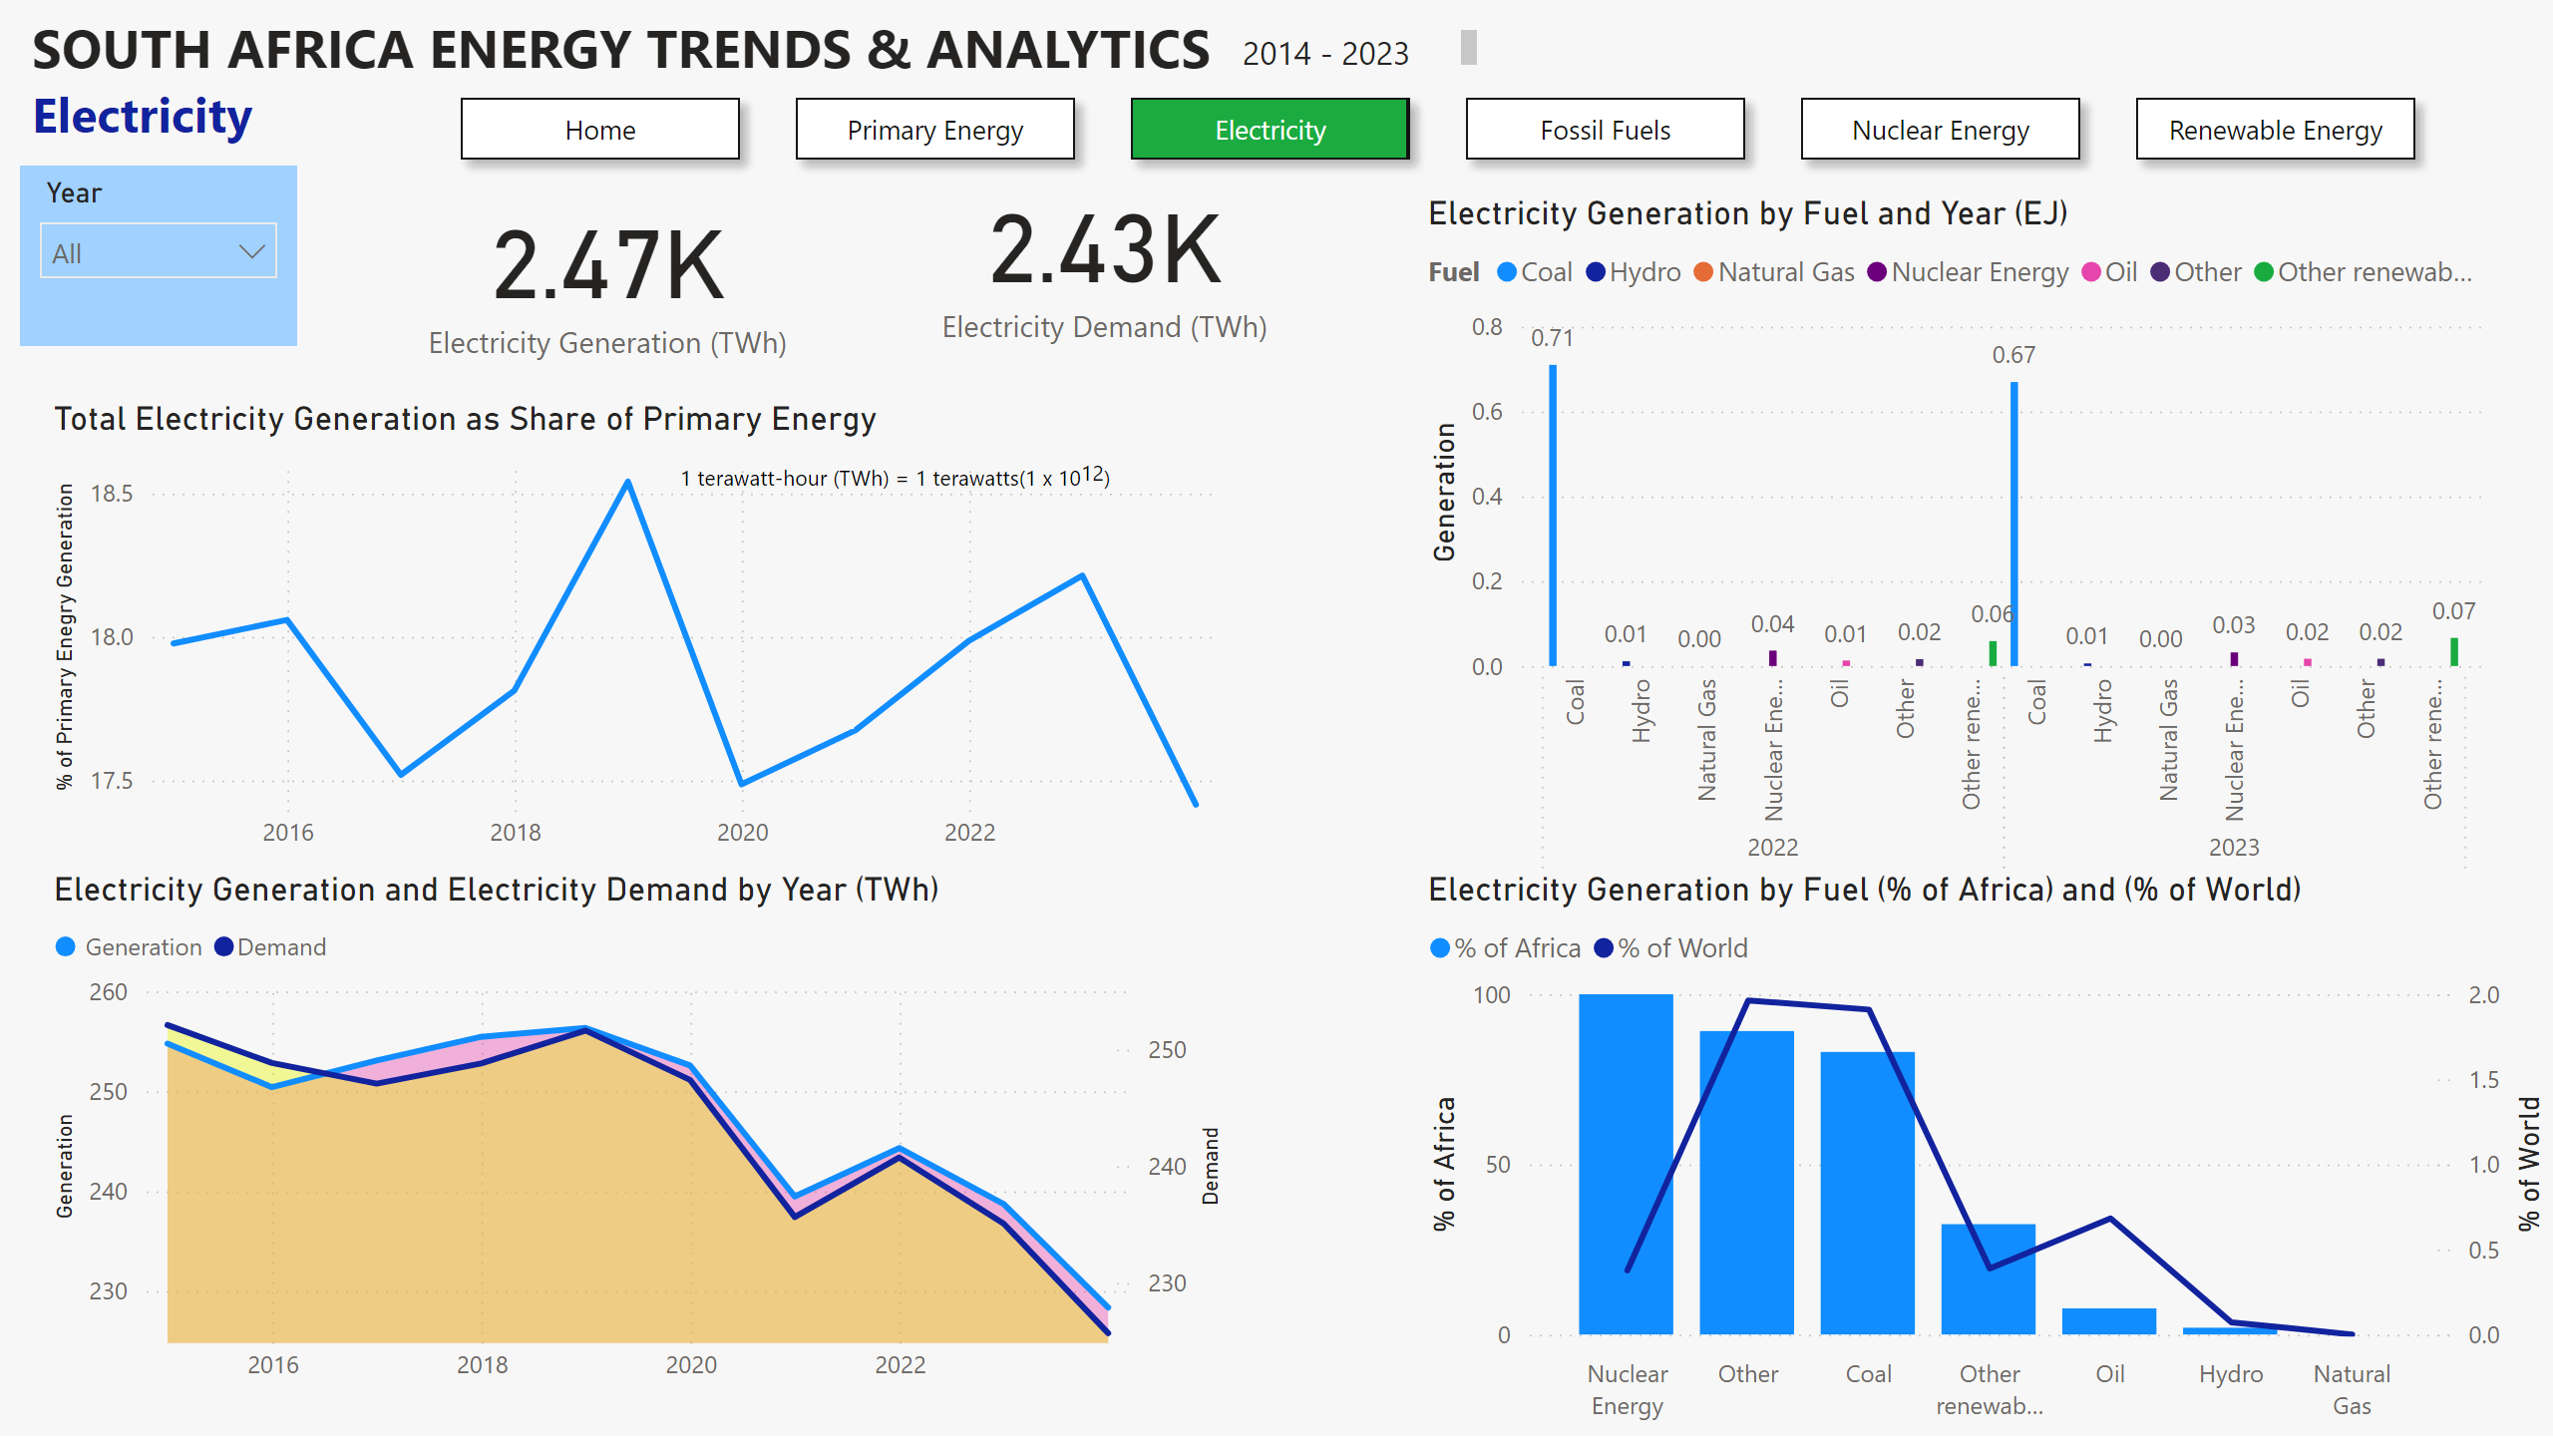 SOUTH AFRICA ENERGY TRENDS & ANALYTICS 2014 - 2023
Electricity
Home
Primary Energy
Electricity
Fossil Fuels
Nuclear Energy
Renewable Energy
Year
All
2.47K
Electricity Generation (TWh)
2.43K
Electricity Demand (TWh)
Total Electricity Generation as Share of Primary Energy
1 terawatt-hour (TWh) = 1 terawatts(1 x 10¹²)
% of Primary Enegry Generation
18.5
18.0
17.5
2016 2018 2020 2022
Electricity Generation by Fuel and Year (EJ)
Fuel Coal Hydro Natural Gas Nuclear Energy Oil Other Other renewab...
Generation
0.8
0.6
0.4
0.2
0.0
0.71 0.01 0.00 0.04 0.01 0.02 0.06 0.67 0.01 0.00 0.03 0.02 0.02 0.07
Coal Hydro Natural Gas Nuclear Ene... Oil Other Other rene... Coal Hydro Natural Gas Nuclear Ene... Oil Other Other rene...
2022 2023
Electricity Generation and Electricity Demand by Year (TWh)
Generation Demand
Generation
260
250
240
230
250
240
230
Demand
2016 2018 2020 2022
Electricity Generation by Fuel (% of Africa) and (% of World)
% of Africa % of World
% of Africa
100
50
0
2.0
1.5
1.0
0.5
0.0
% of World
Nuclear Energy
Other
Coal
Other renewab...
Oil
Hydro
Natural Gas